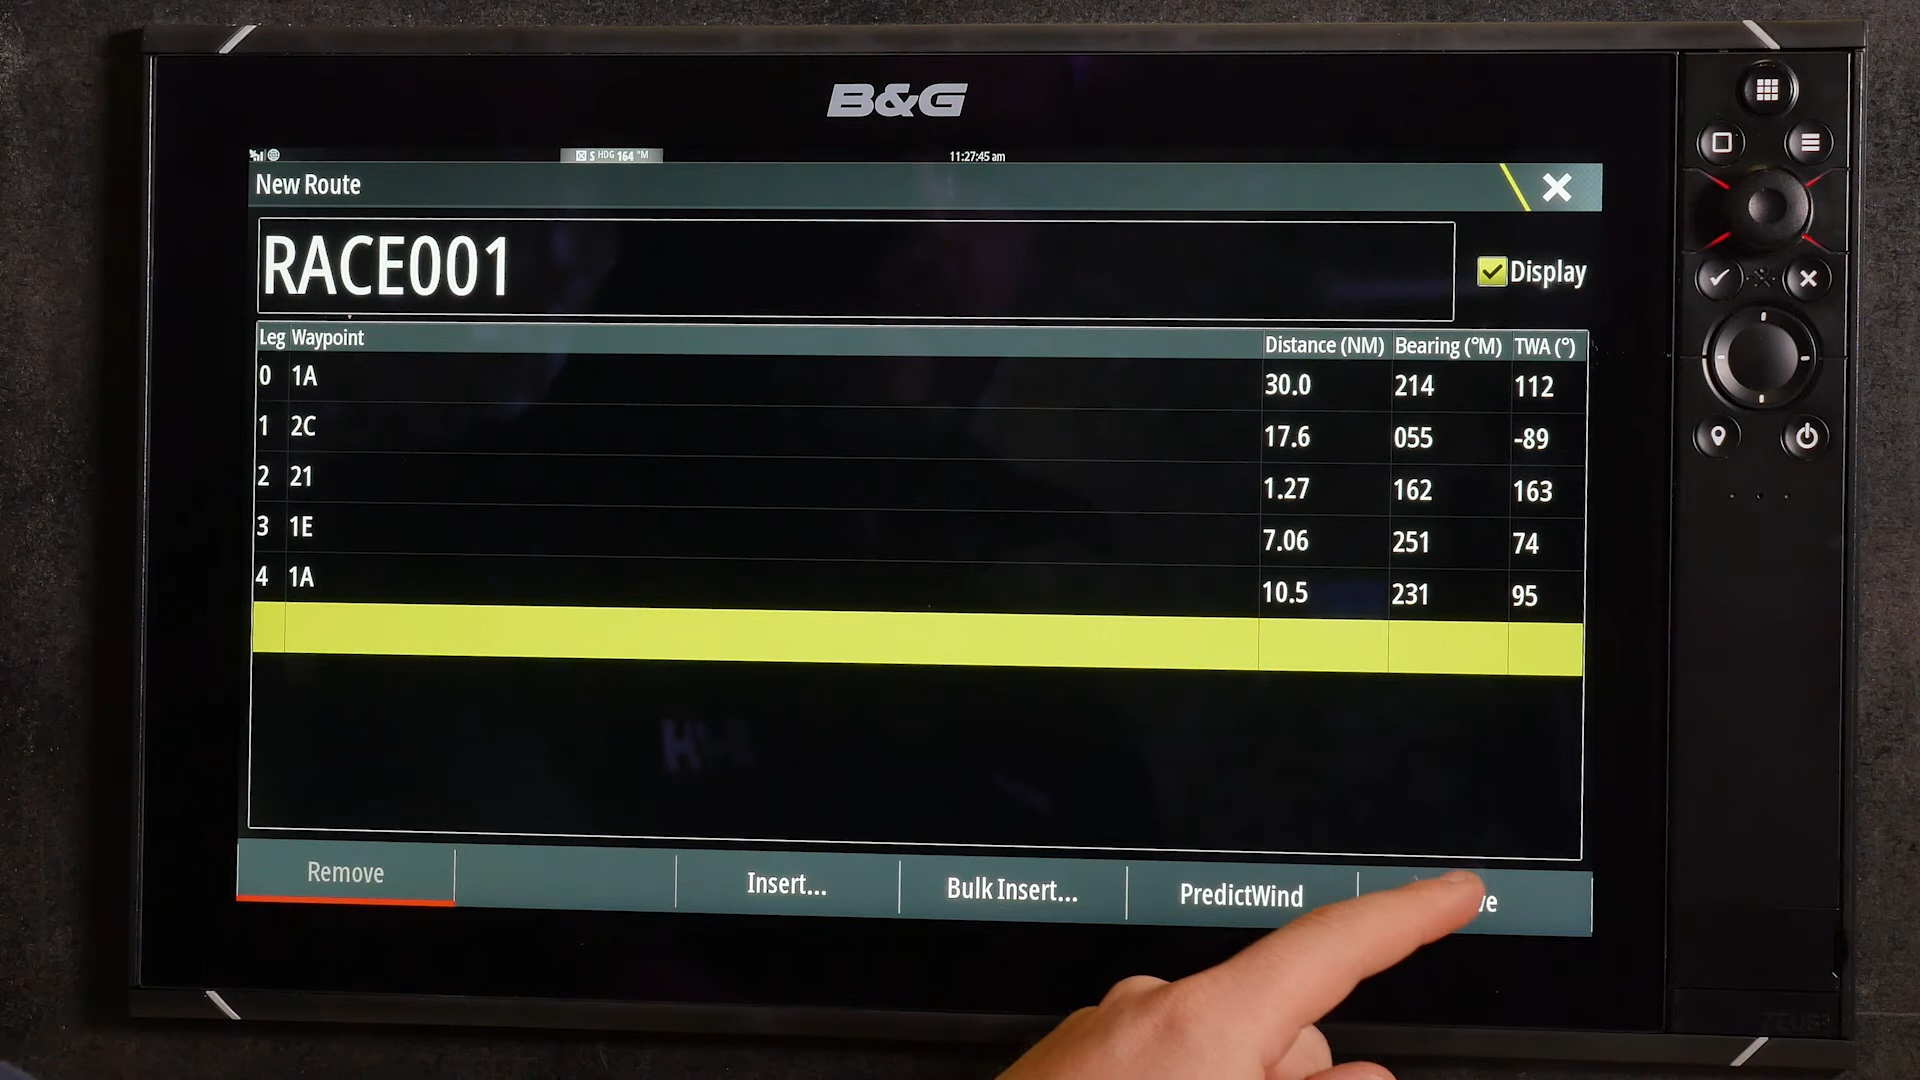 B&G
S HDG 164 °M
11:27:45 am
New Route
RACE001
Display
Leg Waypoint Distance (NM) Bearing (°M) TWA (°)
0 1A 30.0 214 112
1 2C 17.6 055 -89
2 21 1.27 162 163
3 1E 7.06 251 74
4 1A 10.5 231 95
Remove
Insert...
Bulk Insert...
PredictWind